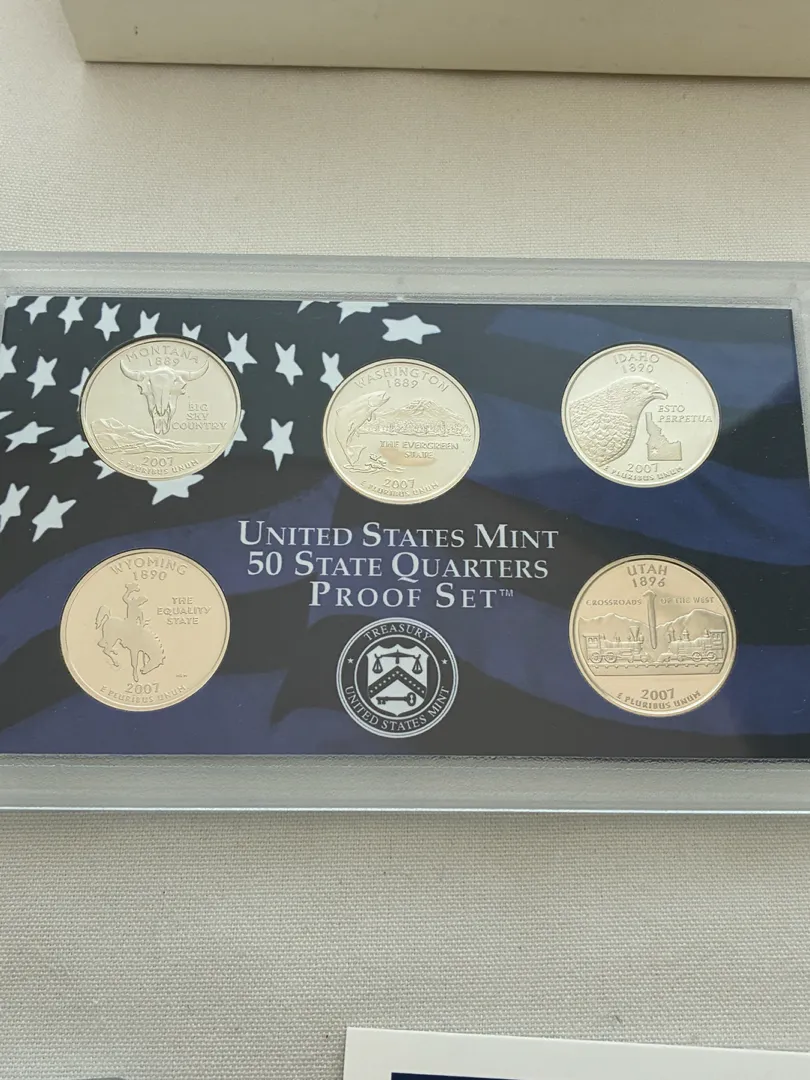 MONTANA
1889
BIG
SKY
COUNTRY
2007
E PLURIBUS UNUM
WASHINGTON
1889
THE EVERGREEN
STATE
2007
E PLURIBUS UNUM
IDAHO
1890
ESTO
PERPETUA
2007
E PLURIBUS UNUM
UNITED STATES MINT
50 STATE QUARTERS
PROOF SET™
WYOMING
1890
THE
EQUALITY
STATE
2007
E PLURIBUS UNUM
TREASURY
UNITED STATES MINT
UTAH
1896
CROSSROADS OF THE WEST
2007
E PLURIBUS UNUM